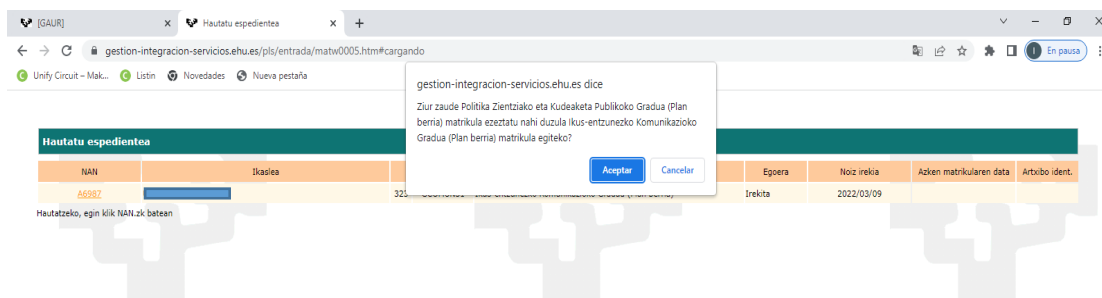 [GAUR]
Hautatu espedientea
gestion-integracion-servicios.ehu.es/pls/entrada/matw0005.htm#cargando
En pausa
Unify Circuit – Mak... Listin Novedades Nueva pestaña
gestion-integracion-servicios.ehu.es dice
Ziur zaude Politika Zientziako eta Kudeaketa Publikoko Gradua (Plan
berria) matrikula ezeztatu nahi duzula Ikus-entzunezko Komunikazioko
Gradua (Plan berria) matrikula egiteko?
Aceptar Cancelar
Hautatu espedientea
NAN Ikaslea Egoera Noiz irekia Azken matrikularen data Artxibo ident.
A6987 323 Irekita 2022/03/09
Hautatzeko, egin klik NAN.zk batean